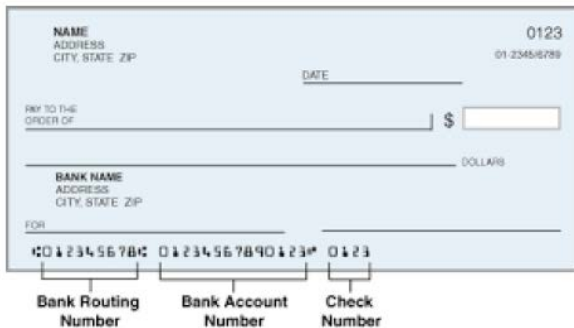 NAME
ADDRESS
CITY, STATE ZIP
0123
01-2345/6789
DATE
PAY TO THE
ORDER OF
$
DOLLARS
BANK NAME
ADDRESS
CITY, STATE ZIP
FOR
⑆012345678⑆ 01234567890123⑈ 0123
Bank Routing
Number
Bank Account
Number
Check
Number